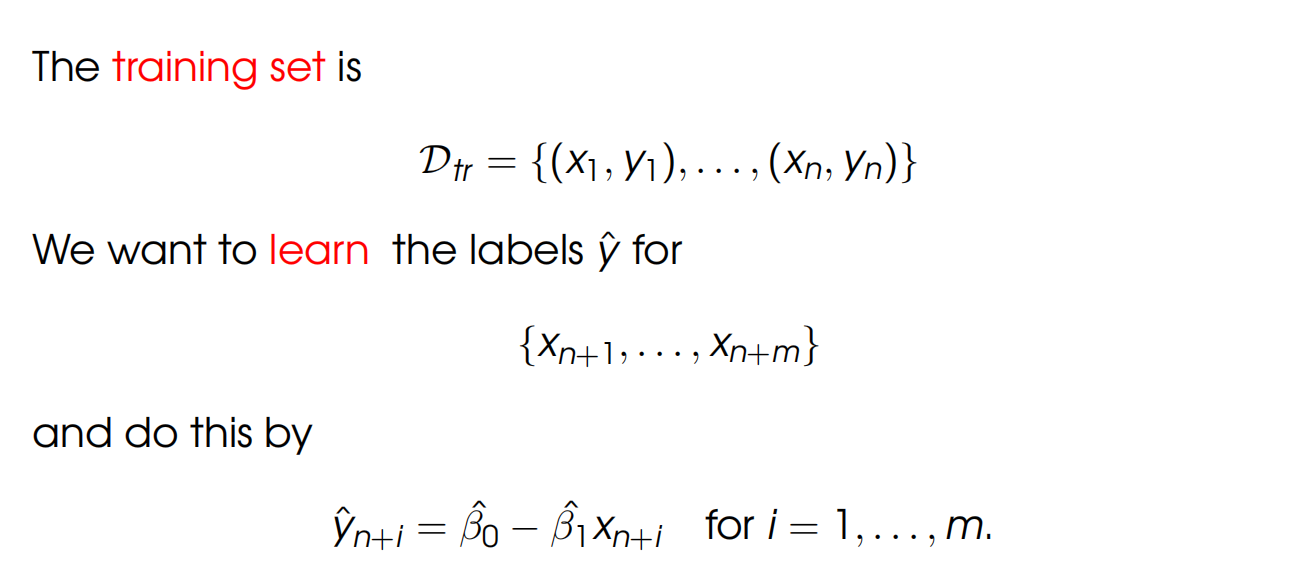 The training set is
𝒟ₜᵣ = {(x₁, y₁), . . . , (xₙ, yₙ)}
We want to learn the labels ŷ for
{xₙ₊₁, . . . , xₙ₊ₘ}
and do this by
ŷₙ₊ᵢ = β̂₀ − β̂₁xₙ₊ᵢ for i = 1, . . . , m.